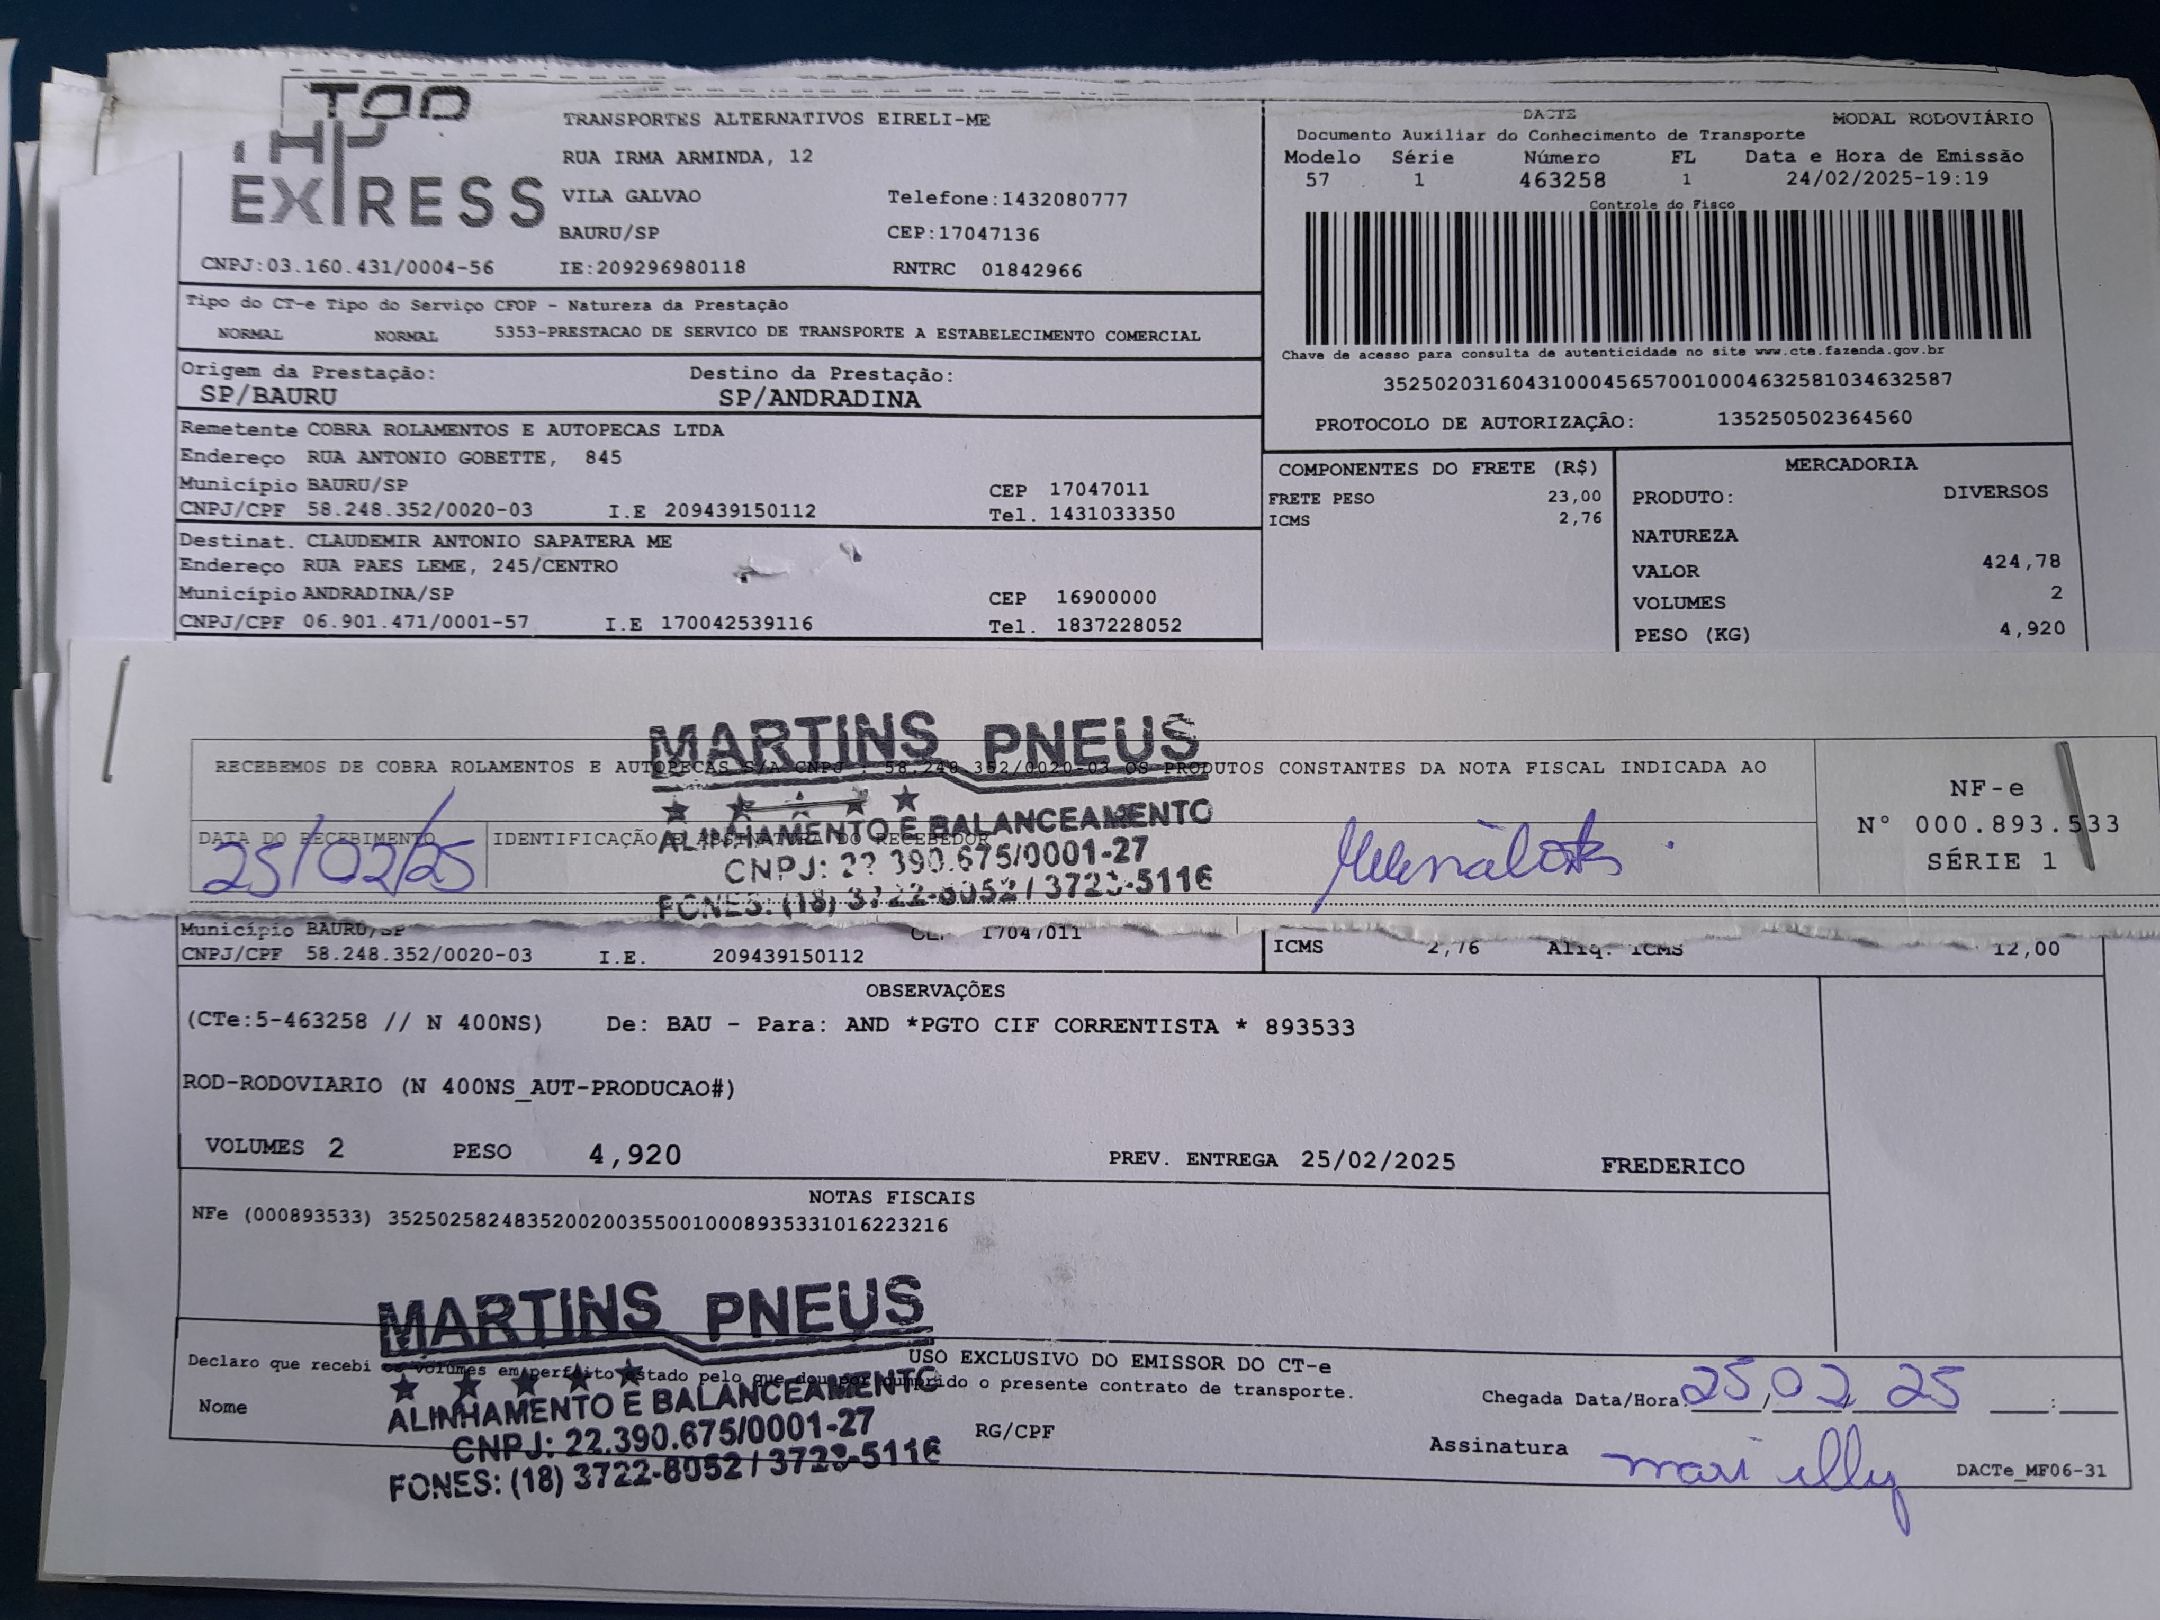 EXPRESS
TRANSPORTES ALTERNATIVOS EIRELI-ME
RUA IRMA ARMINDA, 12
VILA GALVAO Telefone:1432080777
BAURU/SP CEP:17047136
CNPJ:03.160.431/0004-56 IE:209296980118 RNTRC 01842966
DACTE MODAL RODOVIÁRIO
Documento Auxiliar do Conhecimento de Transporte
Modelo Série Número FL Data e Hora de Emissão
57 1 463258 1 24/02/2025-19:19
Controle do Fisco
Chave de acesso para consulta de autenticidade no site www.cte.fazenda.gov.br
35250203160431000456570010004632581034632587
PROTOCOLO DE AUTORIZAÇÃO: 135250502364560
Tipo do CT-e Tipo do Serviço CFOP - Natureza da Prestação
NORMAL NORMAL 5353-PRESTACAO DE SERVICO DE TRANSPORTE A ESTABELECIMENTO COMERCIAL
Origem da Prestação: Destino da Prestação:
SP/BAURU SP/ANDRADINA
Remetente COBRA ROLAMENTOS E AUTOPECAS LTDA
Endereço RUA ANTONIO GOBETTE, 845
Município BAURU/SP CEP 17047011
CNPJ/CPF 58.248.352/0020-03 I.E 209439150112 Tel. 1431033350
Destinat. CLAUDEMIR ANTONIO SAPATERA ME
Endereço RUA PAES LEME, 245/CENTRO
Município ANDRADINA/SP CEP 16900000
CNPJ/CPF 06.901.471/0001-57 I.E 170042539116 Tel. 1837228052
COMPONENTES DO FRETE (R$)
FRETE PESO 23,00
ICMS 2,76
MERCADORIA
PRODUTO: DIVERSOS
NATUREZA
VALOR 424,78
VOLUMES 2
PESO (KG) 4,920
RECEBEMOS DE COBRA ROLAMENTOS E AUTOPECAS S/A CNPJ : 58.248.352/0020-03 OS PRODUTOS CONSTANTES DA NOTA FISCAL INDICADA AO
DATA DO RECEBIMENTO IDENTIFICAÇÃO E ASSINATURA DO RECEBEDOR
25/02/25
NF-e
N° 000.893.533
SÉRIE 1
MARTINS PNEUS
ALINHAMENTO E BALANCEAMENTO
CNPJ: 22.390.675/0001-27
FONES: (18) 3722-8052 / 3723-5116
Município BAURU/SP 17047011
CNPJ/CPF 58.248.352/0020-03 I.E. 209439150112
ICMS 2,76 Aliq. ICMS 12,00
OBSERVAÇÕES
(CTe:5-463258 // N 400NS) De: BAU - Para: AND *PGTO CIF CORRENTISTA * 893533
ROD-RODOVIARIO (N 400NS_AUT-PRODUCAO#)
VOLUMES 2 PESO 4,920 PREV. ENTREGA 25/02/2025 FREDERICO
NOTAS FISCAIS
NFe (000893533) 35250258248352002003550010008935331016223216
USO EXCLUSIVO DO EMISSOR DO CT-e
Declaro que recebi os volumes em perfeito estado pelo que dou por cumprido o presente contrato de transporte.
Nome RG/CPF
Chegada Data/Hora 25/02/25 :
Assinatura
DACTe_MF06-31
MARTINS PNEUS
ALINHAMENTO E BALANCEAMENTO
CNPJ: 22.390.675/0001-27
FONES: (18) 3722-8052 / 3723-5116